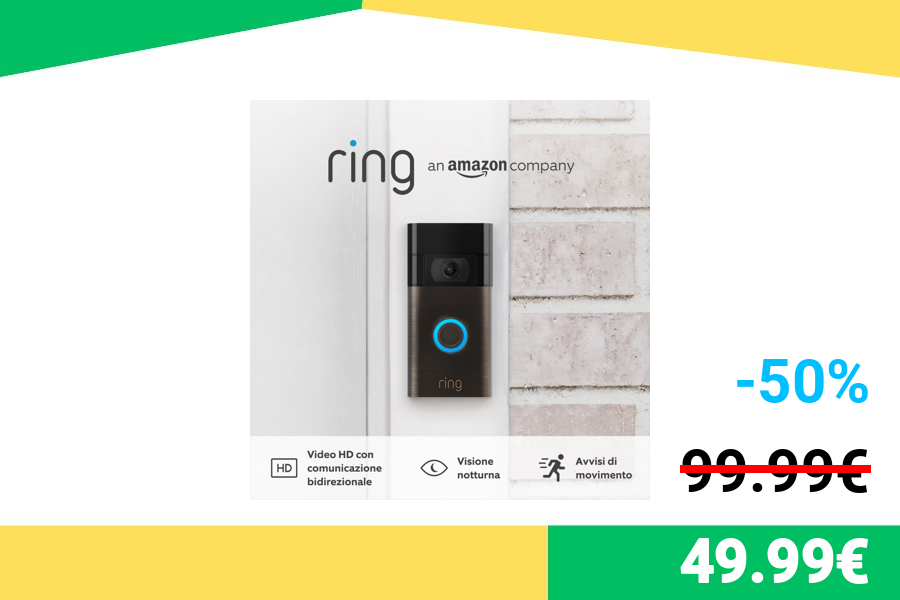 ring an amazon company
ring
HD
Video HD con
comunicazione
bidirezionale
Visione
notturna
Avvisi di
movimento
-50%
99.99€
49.99€